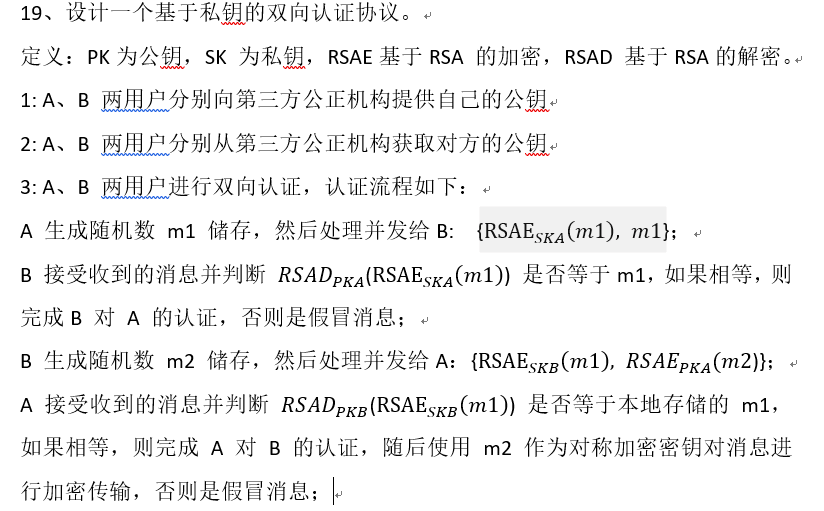 19、设计一个基于私钥的双向认证协议。
定义：PK 为公钥，SK 为私钥，RSAE 基于 RSA 的加密，RSAD 基于 RSA 的解密。
1: A、B 两用户分别向第三方公正机构提供自己的公钥
2: A、B 两用户分别从第三方公正机构获取对方的公钥
3: A、B 两用户进行双向认证，认证流程如下：
A 生成随机数 m1 储存，然后处理并发给 B: {RSAE_{SKA}(m1), m1}；
B 接受收到的消息并判断 RSAD_{PKA}(RSAE_{SKA}(m1)) 是否等于 m1，如果相等，则
完成 B 对 A 的认证，否则是假冒消息；
B 生成随机数 m2 储存，然后处理并发给 A：{RSAE_{SKB}(m1), RSAE_{PKA}(m2)}；
A 接受收到的消息并判断 RSAD_{PKB}(RSAE_{SKB}(m1)) 是否等于本地存储的 m1，
如果相等，则完成 A 对 B 的认证，随后使用 m2 作为对称加密密钥对消息进
行加密传输，否则是假冒消息；